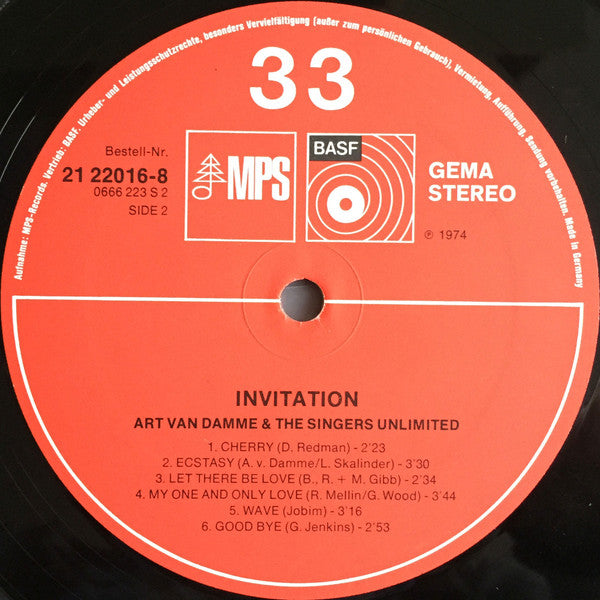 Aufnahme: MPS-Records. Vertrieb: BASF. Urheber- und Leistungsschutzrechte, besonders Vervielfältigung (außer zum persönlichen Gebrauch), Vermietung, Aufführung, Sendung vorbehalten. Made in Germany
33
Bestell-Nr.
21 22016-8
0666 223 S 2
SIDE 2
MPS
BASF
GEMA
STEREO
℗ 1974
INVITATION
ART VAN DAMME & THE SINGERS UNLIMITED
1. CHERRY (D. Redman) - 2'23
2. ECSTASY (A. v. Damme/L. Skalinder) - 3'30
3. LET THERE BE LOVE (B., R. + M. Gibb) - 2'34
4. MY ONE AND ONLY LOVE (R. Mellin/G. Wood) - 3'44
5. WAVE (Jobim) - 3'16
6. GOOD BYE (G. Jenkins) - 2'53